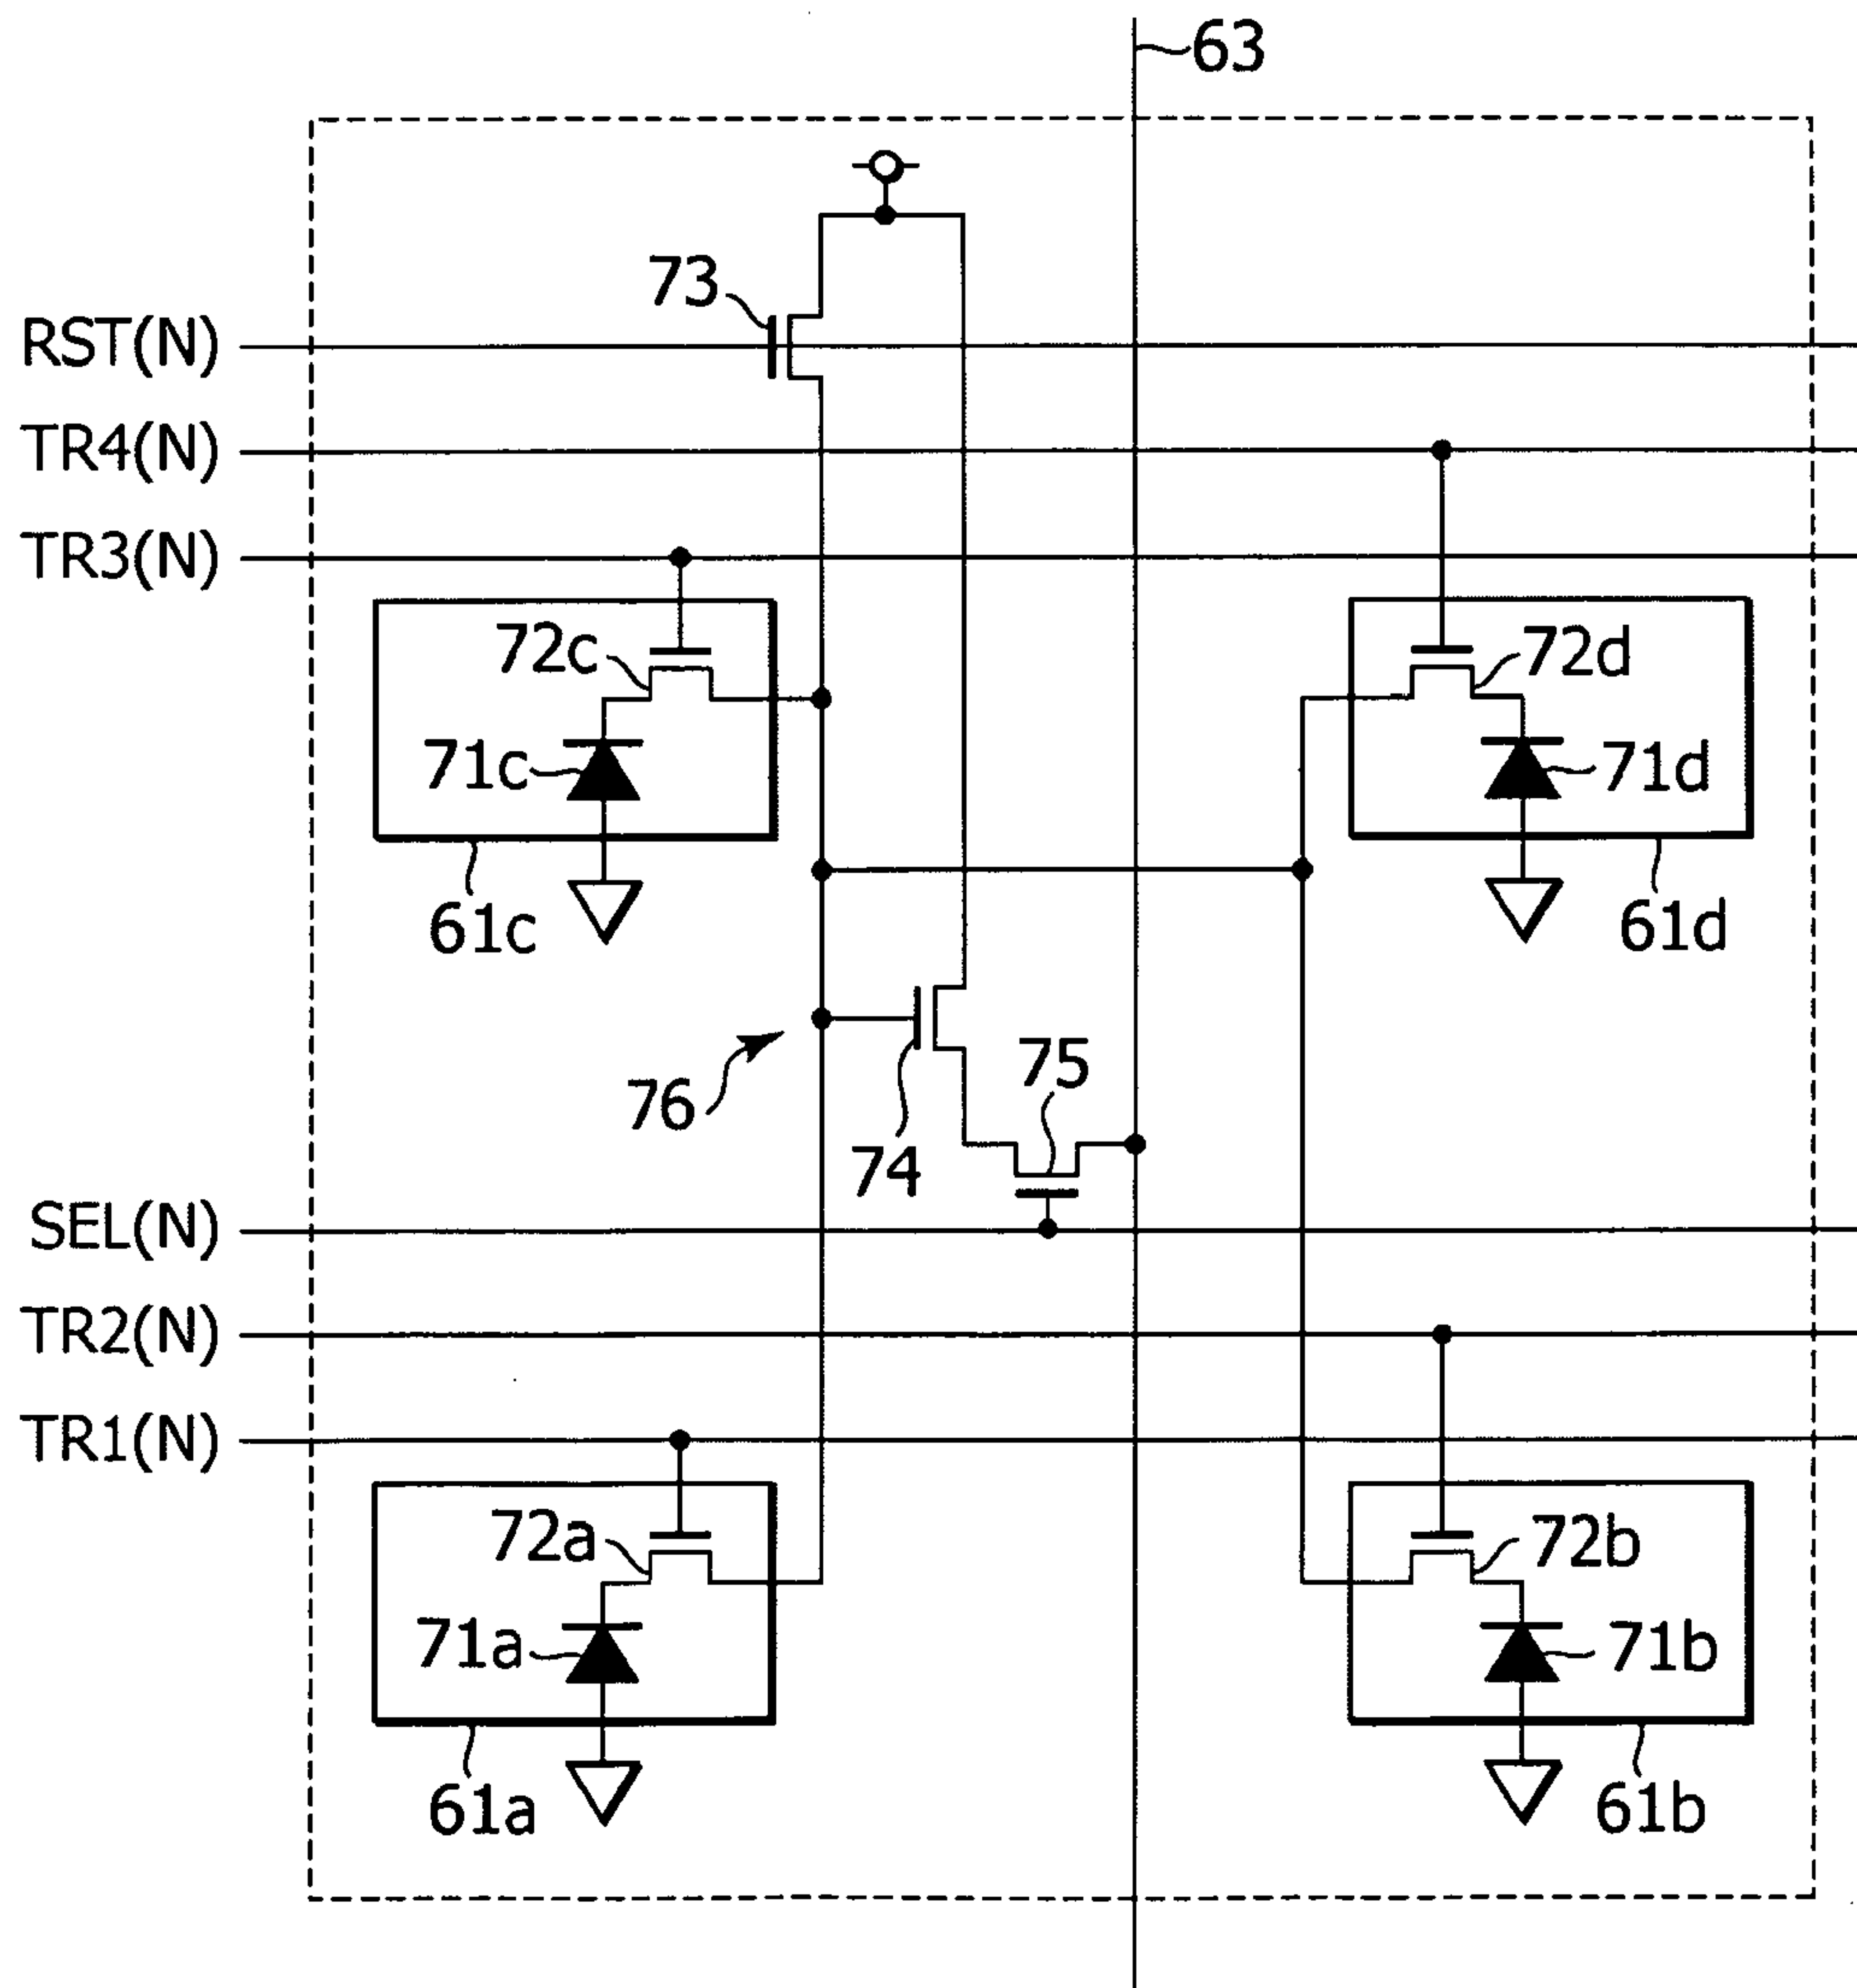 63
73
RST(N)
TR4(N)
TR3(N)
72c
72d
71c
71d
61c
61d
75
76
74
SEL(N)
TR2(N)
TR1(N)
72a
72b
71a
71b
61a
61b